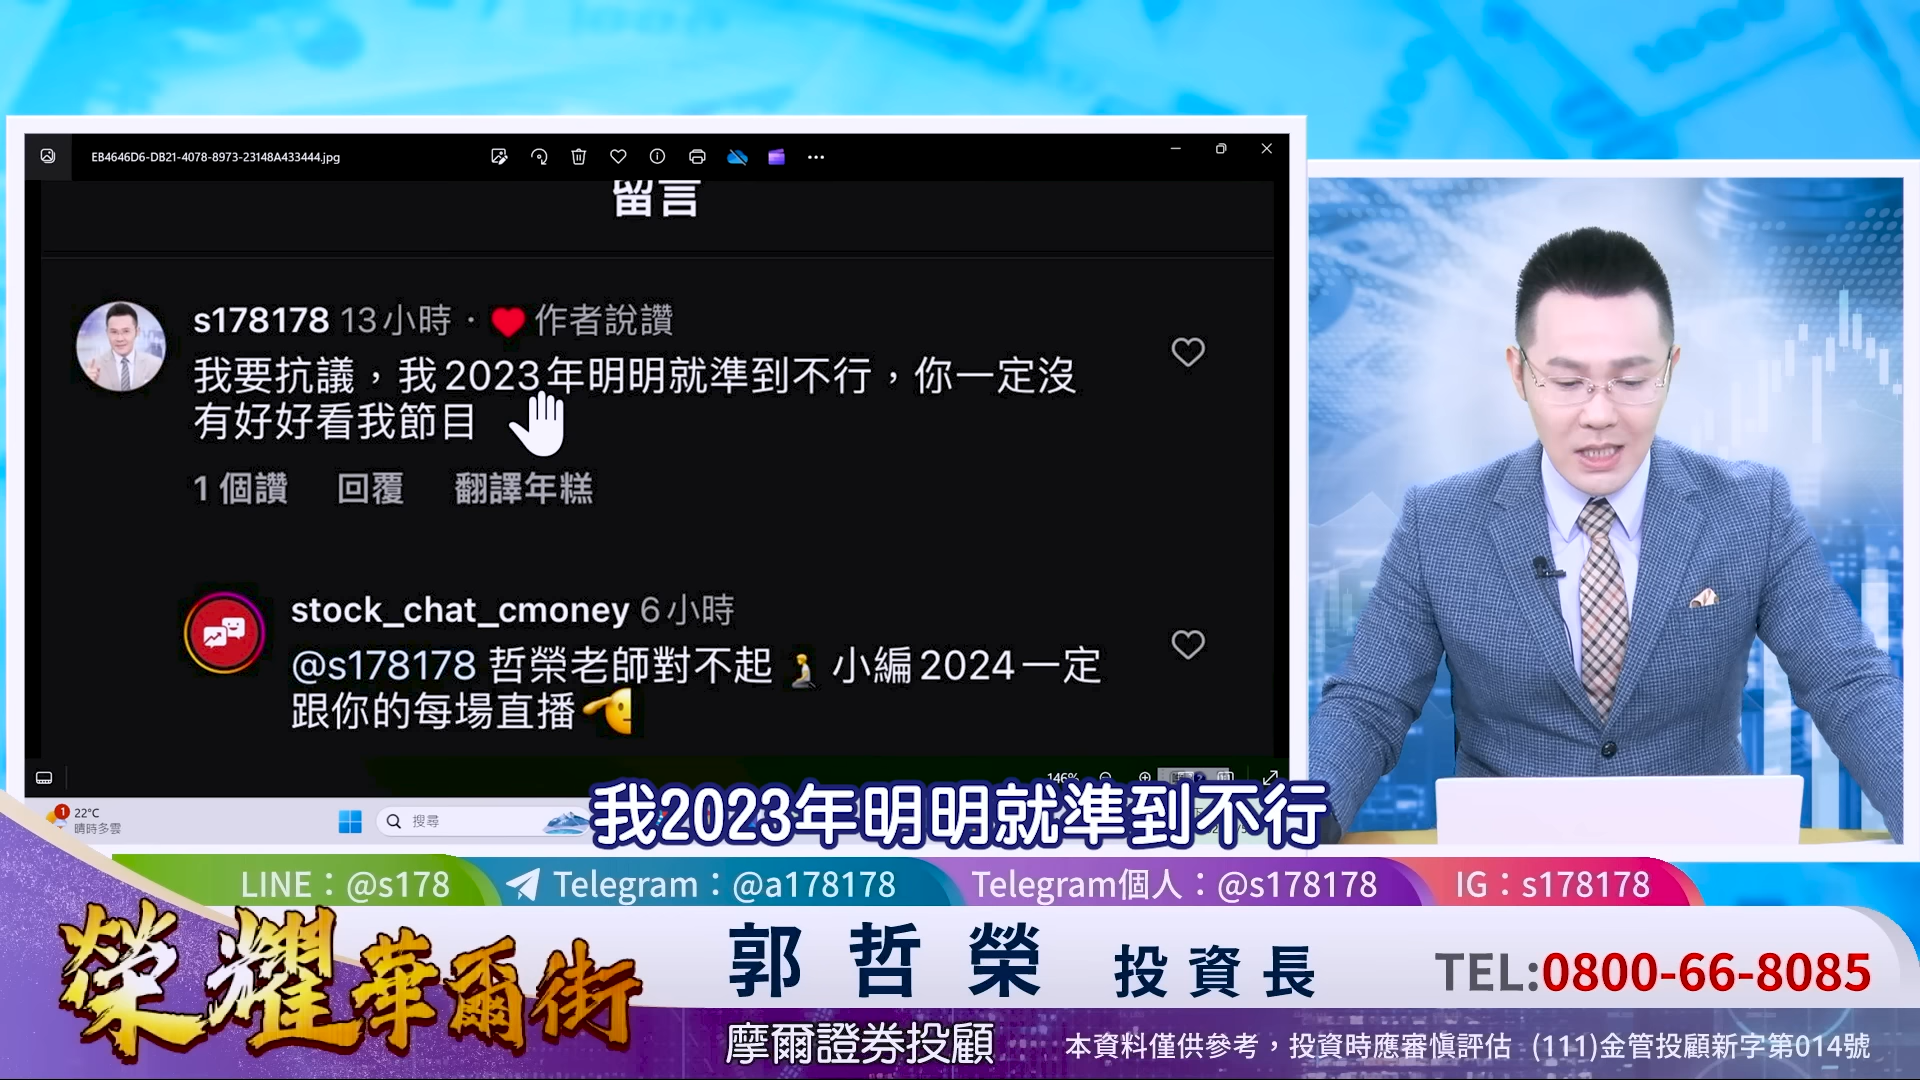 EB4646D6-DB21-4078-8973-23148A433444.jpg
留言
s178178 13小時・❤作者說讚
我要抗議，我2023年明明就準到不行，你一定沒
有好好看我節目
1個讚 回覆 翻譯年糕
stock_chat_cmoney 6小時
@s178178 哲榮老師對不起🧎小編2024一定
跟你的每場直播🫡
146%
1 22°C
晴時多雲
搜尋
我2023年明明就準到不行
LINE：@s178 Telegram：@a178178 Telegram個人：@s178178 IG：s178178
榮耀華爾街
郭哲榮 投資長 TEL:0800-66-8085
摩爾證券投顧 本資料僅供參考，投資時應審慎評估 (111)金管投顧新字第014號